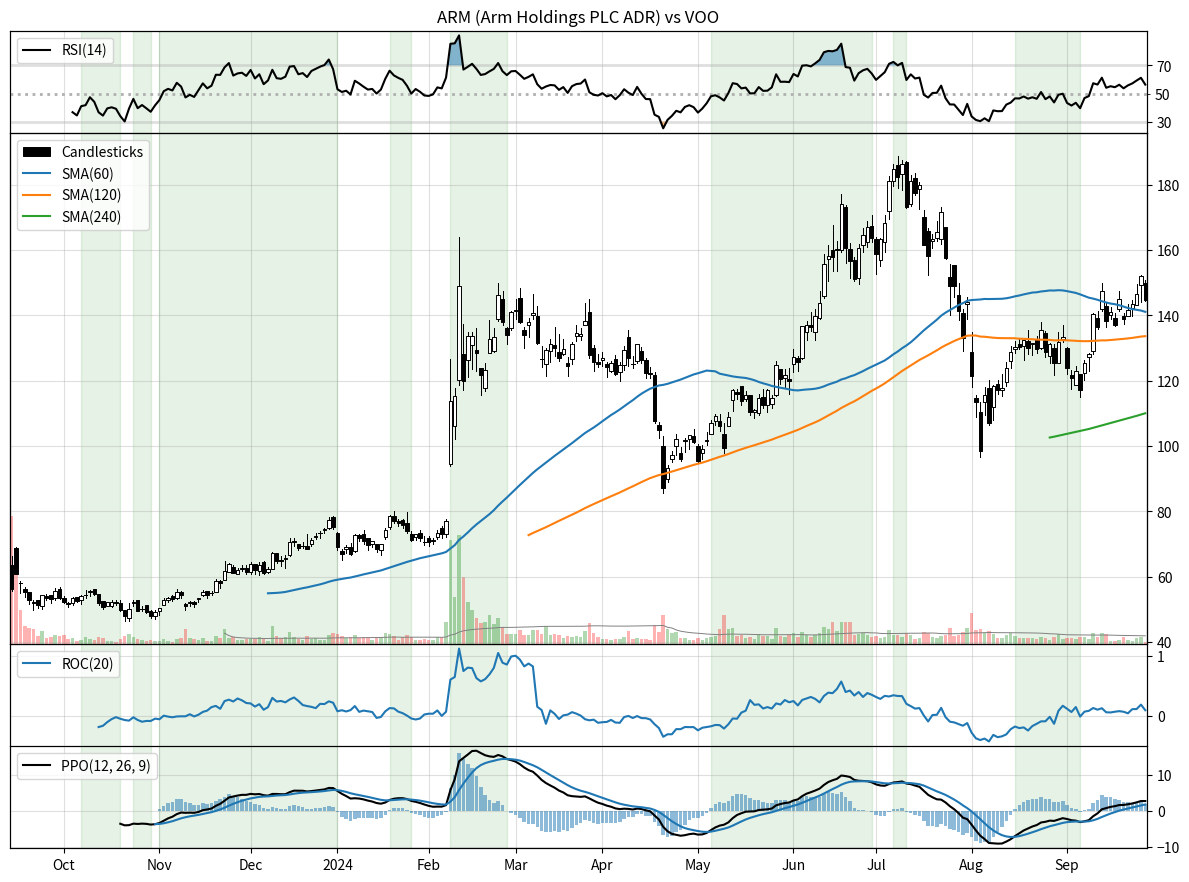 ARM (Arm Holdings PLC ADR) vs VOO
RSI(14)
70
50
30
Candlesticks
SMA(60)
SMA(120)
SMA(240)
180
160
140
120
100
80
60
40
ROC(20)
1
0
PPO(12, 26, 9)
10
0
−10
Oct Nov Dec 2024 Feb Mar Apr May Jun Jul Aug Sep